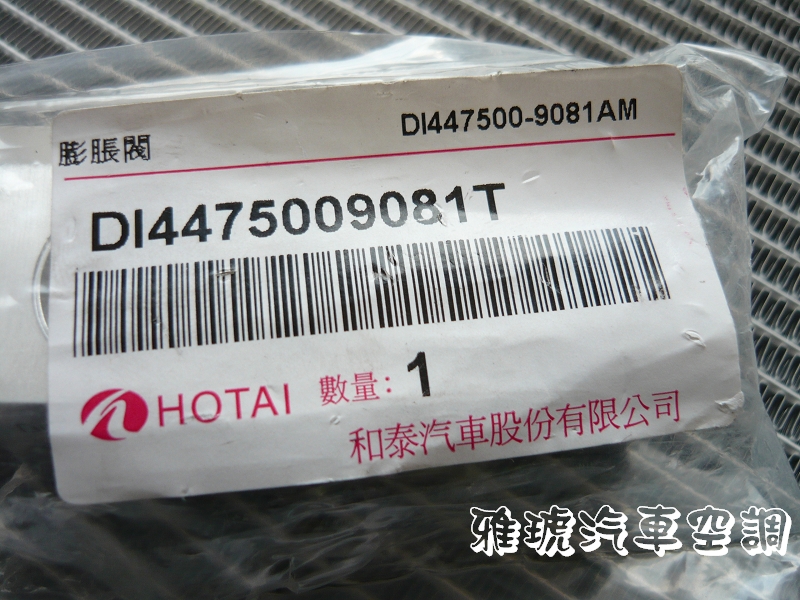 膨脹閥 DI447500-9081AM
DI4475009081T
HOTAI 數量: 1
和泰汽車股份有限公司
雅琥汽車空調